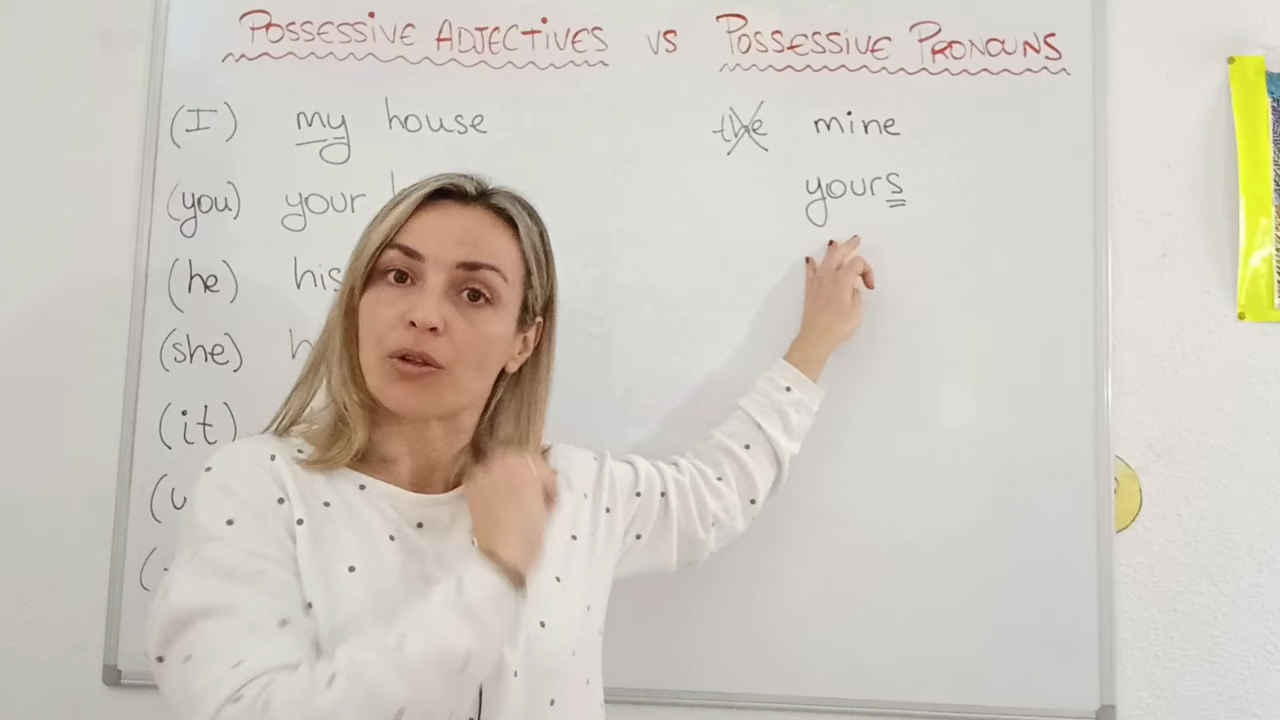 POSSESSIVE ADJECTIVES VS POSSESSIVE PRONOUNS
(I) my house the mine
(you) your yours
(he) his
(she)
(it)